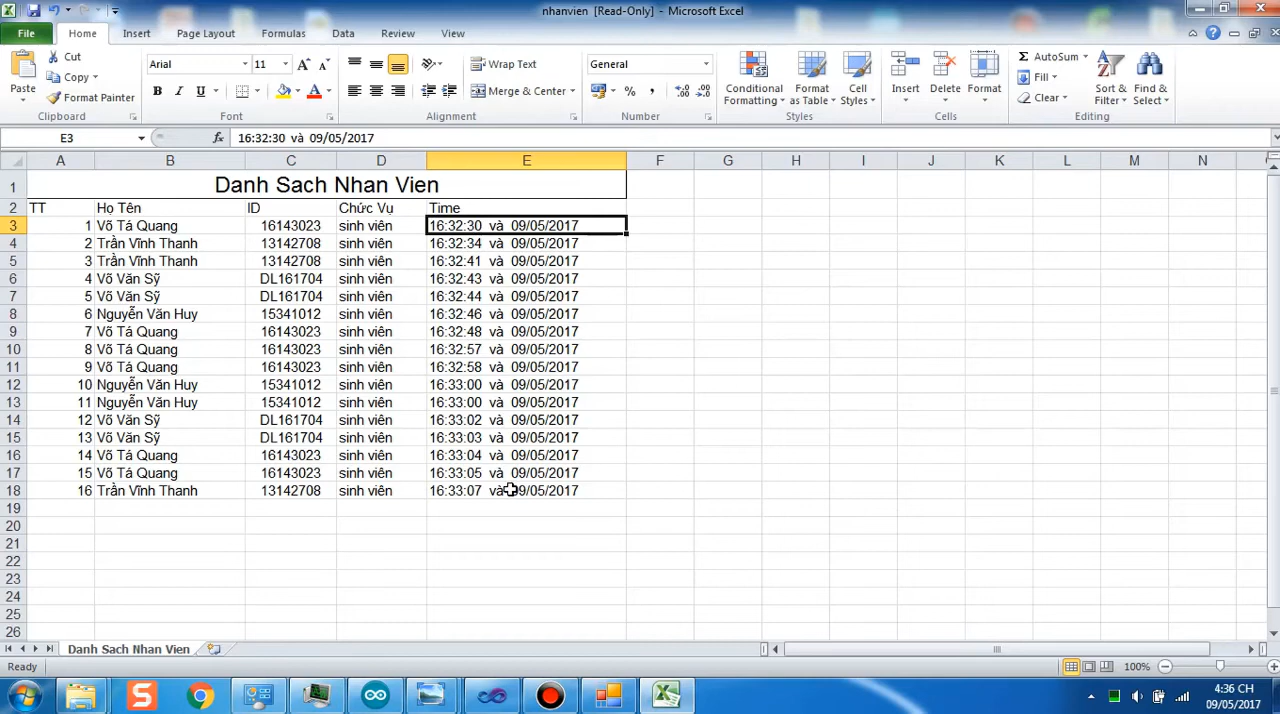 nhanvien [Read-Only] - Microsoft Excel
File Home Insert Page Layout Formulas Data Review View
Cut
Copy
Format Painter
Paste
Clipboard
Arial 11
B I U
Font
Wrap Text
Merge & Center
Alignment
General
Number
Conditional Formatting
Format as Table
Cell Styles
Styles
Insert Delete Format
Cells
AutoSum
Fill
Clear
Sort & Filter
Find & Select
Editing
E3 fx 16:32:30 và 09/05/2017
A B C D E F G H I J K L M N
1 Danh Sach Nhan Vien
2 TT Họ Tên ID Chức Vụ Time
3 1 Võ Tá Quang 16143023 sinh viên 16:32:30 và 09/05/2017
4 2 Trần Vĩnh Thanh 13142708 sinh viên 16:32:34 và 09/05/2017
5 3 Trần Vĩnh Thanh 13142708 sinh viên 16:32:41 và 09/05/2017
6 4 Võ Văn Sỹ DL161704 sinh viên 16:32:43 và 09/05/2017
7 5 Võ Văn Sỹ DL161704 sinh viên 16:32:44 và 09/05/2017
8 6 Nguyễn Văn Huy 15341012 sinh viên 16:32:46 và 09/05/2017
9 7 Võ Tá Quang 16143023 sinh viên 16:32:48 và 09/05/2017
10 8 Võ Tá Quang 16143023 sinh viên 16:32:57 và 09/05/2017
11 9 Võ Tá Quang 16143023 sinh viên 16:32:58 và 09/05/2017
12 10 Nguyễn Văn Huy 15341012 sinh viên 16:33:00 và 09/05/2017
13 11 Nguyễn Văn Huy 15341012 sinh viên 16:33:00 và 09/05/2017
14 12 Võ Văn Sỹ DL161704 sinh viên 16:33:02 và 09/05/2017
15 13 Võ Văn Sỹ DL161704 sinh viên 16:33:03 và 09/05/2017
16 14 Võ Tá Quang 16143023 sinh viên 16:33:04 và 09/05/2017
17 15 Võ Tá Quang 16143023 sinh viên 16:33:05 và 09/05/2017
18 16 Trần Vĩnh Thanh 13142708 sinh viên 16:33:07 và 09/05/2017
19
20
21
22
23
24
25
26
Danh Sach Nhan Vien
Ready 100%
4:36 CH
09/05/2017